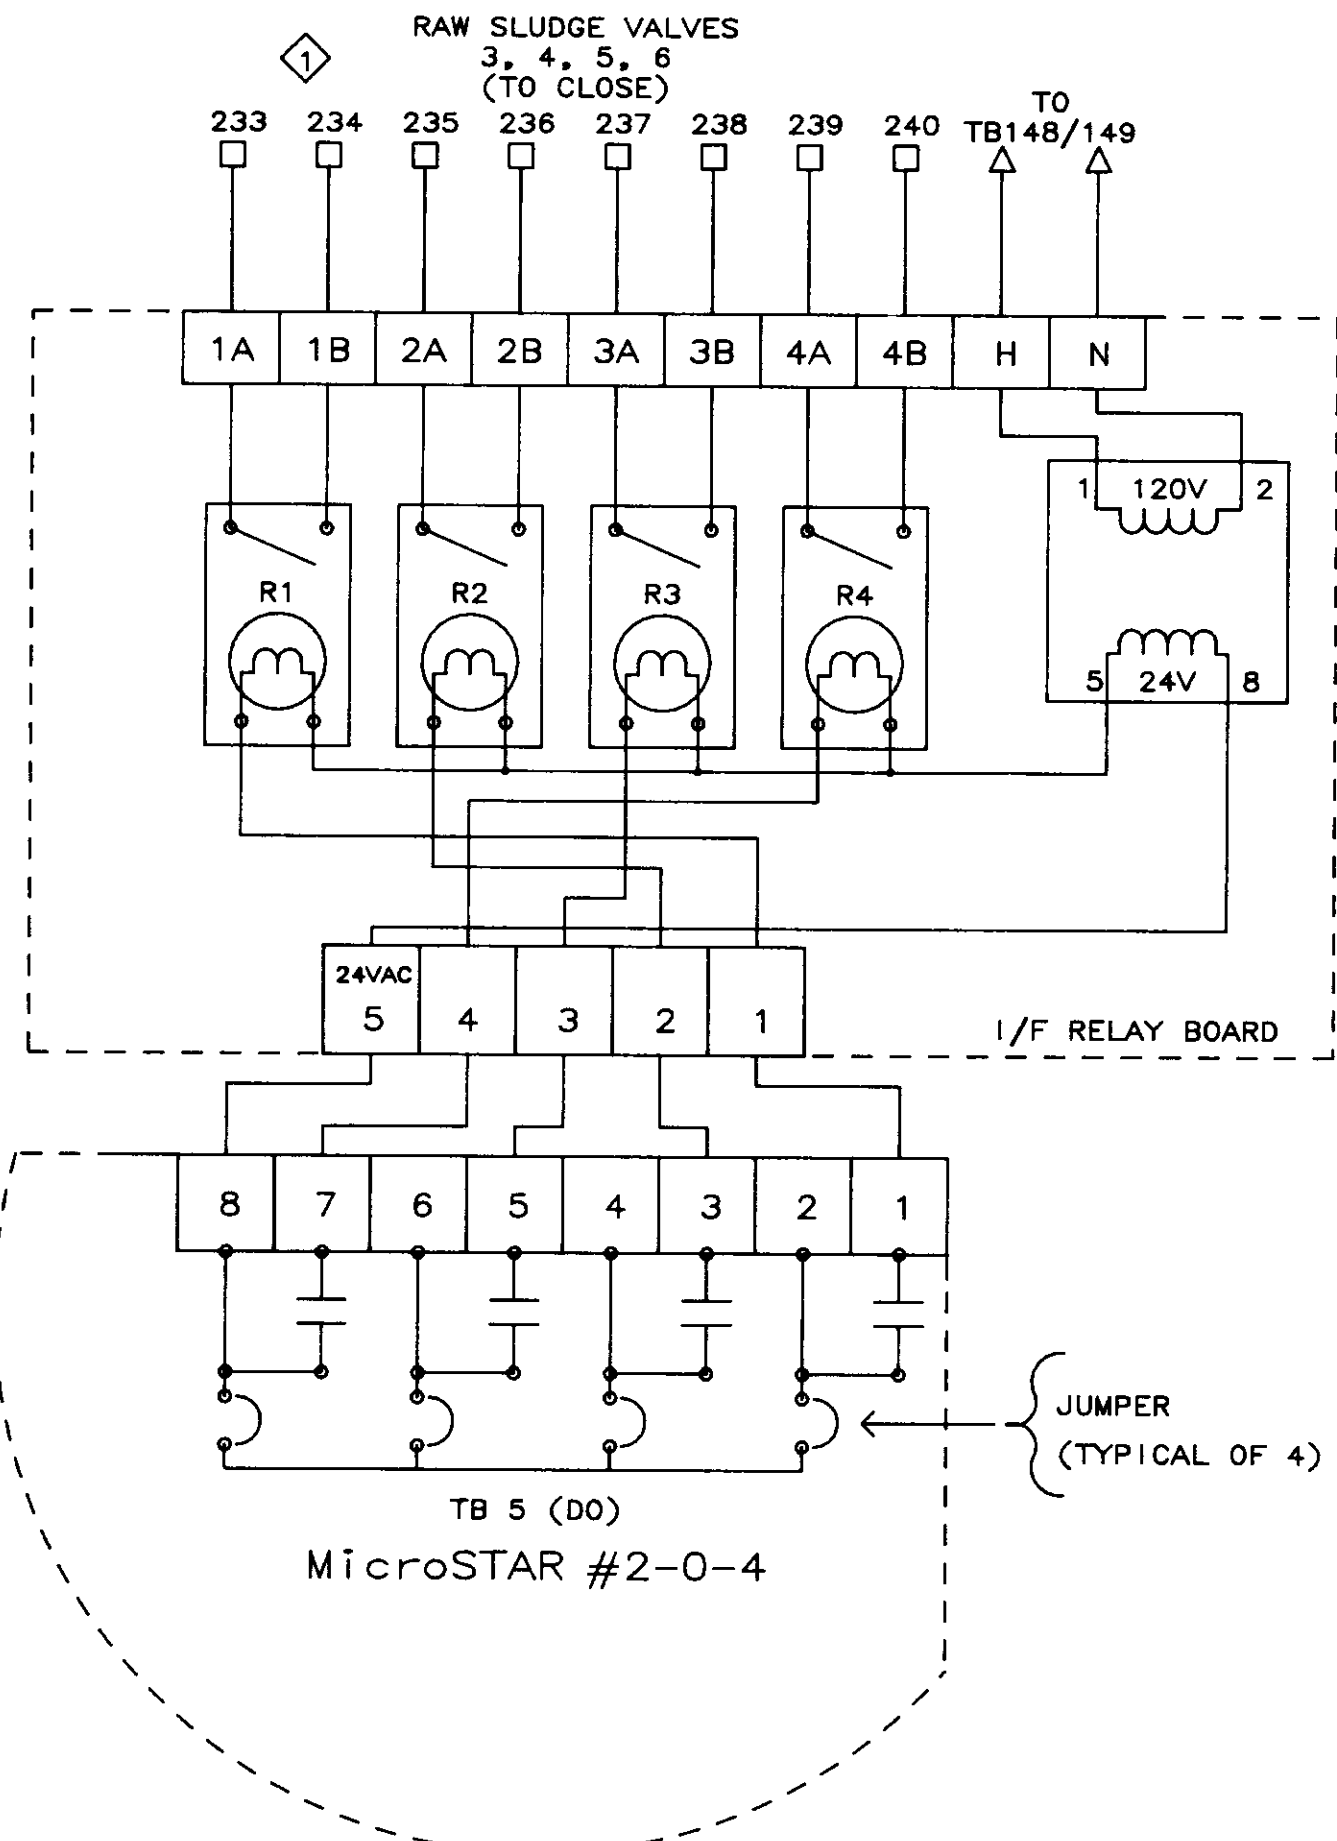 RAW SLUDGE VALVES
3, 4, 5, 6
(TO CLOSE)
1
TO
TB148/149
233 234 235 236 237 238 239 240
1A 1B 2A 2B 3A 3B 4A 4B H N
1 120V 2
R1 R2 R3 R4
5 24V 8
24VAC
5 4 3 2 1
I/F RELAY BOARD
8 7 6 5 4 3 2 1
JUMPER
(TYPICAL OF 4)
TB 5 (DO)
MicroSTAR #2-0-4